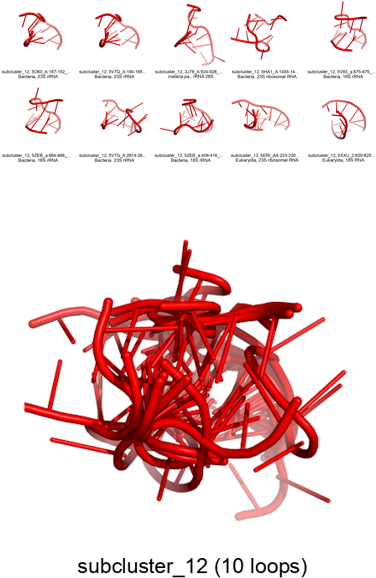 subcluster_12, 5O60_A:187-192_...
Bacteria, 23S rRNA
subcluster_12, 5V7Q_A:190-195...
Bacteria, 23S rRNA
subcluster_12, 3J79_A:924-928_...
malaria pa., rRNA 28S
subcluster_12, 6HA1_A:1455-14...
Bacteria, 23S ribosomal RNA
subcluster_12, 5V93_a:675-679_...
Bacteria, 16S rRNA
subcluster_12, 5ZEB_a:664-668_...
Bacteria, 16S rRNA
subcluster_12, 5V7Q_A:2874-28...
Bacteria, 23S rRNA
subcluster_12, 5ZEB_a:409-416_...
Bacteria, 16S rRNA
subcluster_12, 6ERI_AA:223-230...
Eukaryota, 23S ribosomal RNA
subcluster_12, 5XXU_2:820-825...
Eukaryota, 18S rRNA
subcluster_12 (10 loops)